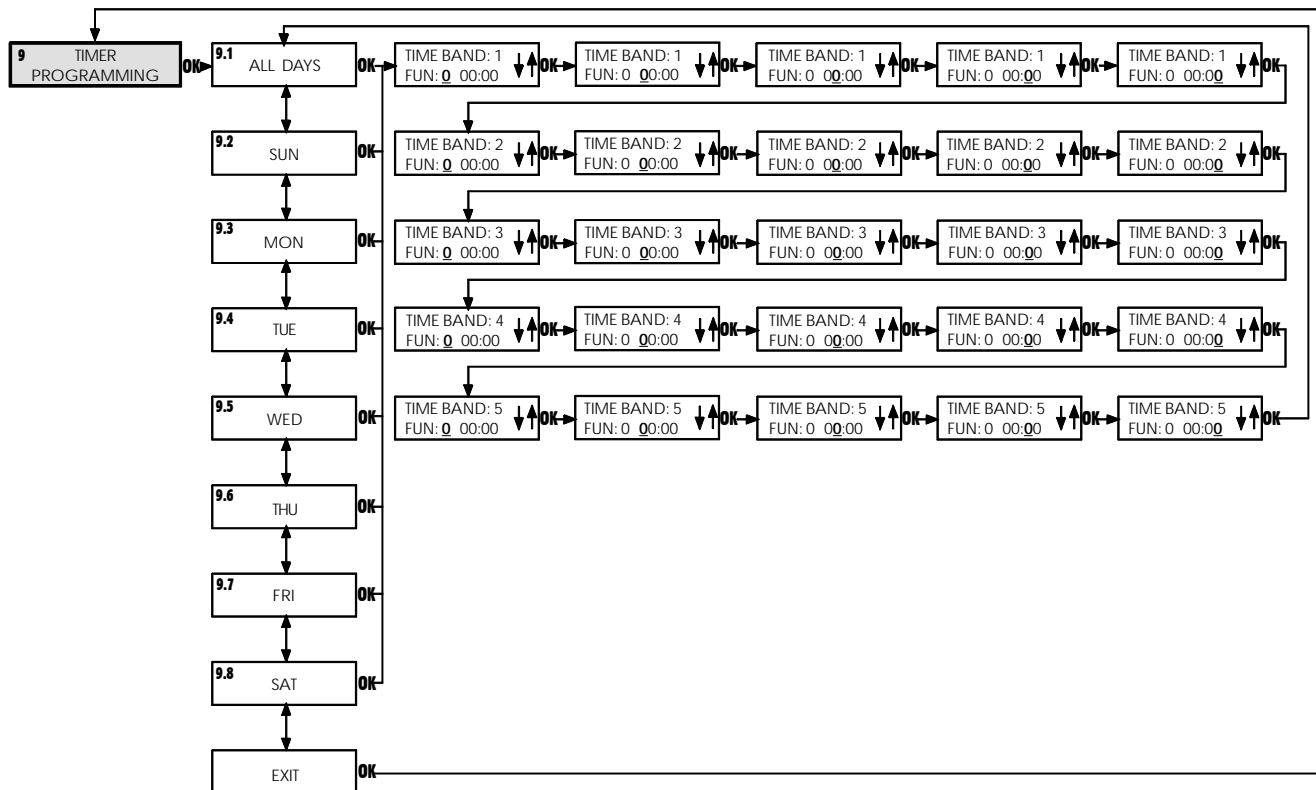 9 TIMER
PROGRAMMING
OK
9.1
ALL DAYS
OK
TIME BAND: 1
FUN: 0 00:00
OK
TIME BAND: 1
FUN: 0 00:00
OK
TIME BAND: 1
FUN: 0 00:00
OK
TIME BAND: 1
FUN: 0 00:00
OK
TIME BAND: 1
FUN: 0 00:00
OK
9.2
SUN
OK
TIME BAND: 2
FUN: 0 00:00
OK
TIME BAND: 2
FUN: 0 00:00
OK
TIME BAND: 2
FUN: 0 00:00
OK
TIME BAND: 2
FUN: 0 00:00
OK
TIME BAND: 2
FUN: 0 00:00
OK
9.3
MON
OK
TIME BAND: 3
FUN: 0 00:00
OK
TIME BAND: 3
FUN: 0 00:00
OK
TIME BAND: 3
FUN: 0 00:00
OK
TIME BAND: 3
FUN: 0 00:00
OK
TIME BAND: 3
FUN: 0 00:00
OK
9.4
TUE
OK
TIME BAND: 4
FUN: 0 00:00
OK
TIME BAND: 4
FUN: 0 00:00
OK
TIME BAND: 4
FUN: 0 00:00
OK
TIME BAND: 4
FUN: 0 00:00
OK
TIME BAND: 4
FUN: 0 00:00
OK
9.5
WED
OK
TIME BAND: 5
FUN: 0 00:00
OK
TIME BAND: 5
FUN: 0 00:00
OK
TIME BAND: 5
FUN: 0 00:00
OK
TIME BAND: 5
FUN: 0 00:00
OK
TIME BAND: 5
FUN: 0 00:00
OK
9.6
THU
OK
9.7
FRI
OK
9.8
SAT
OK
EXIT
OK